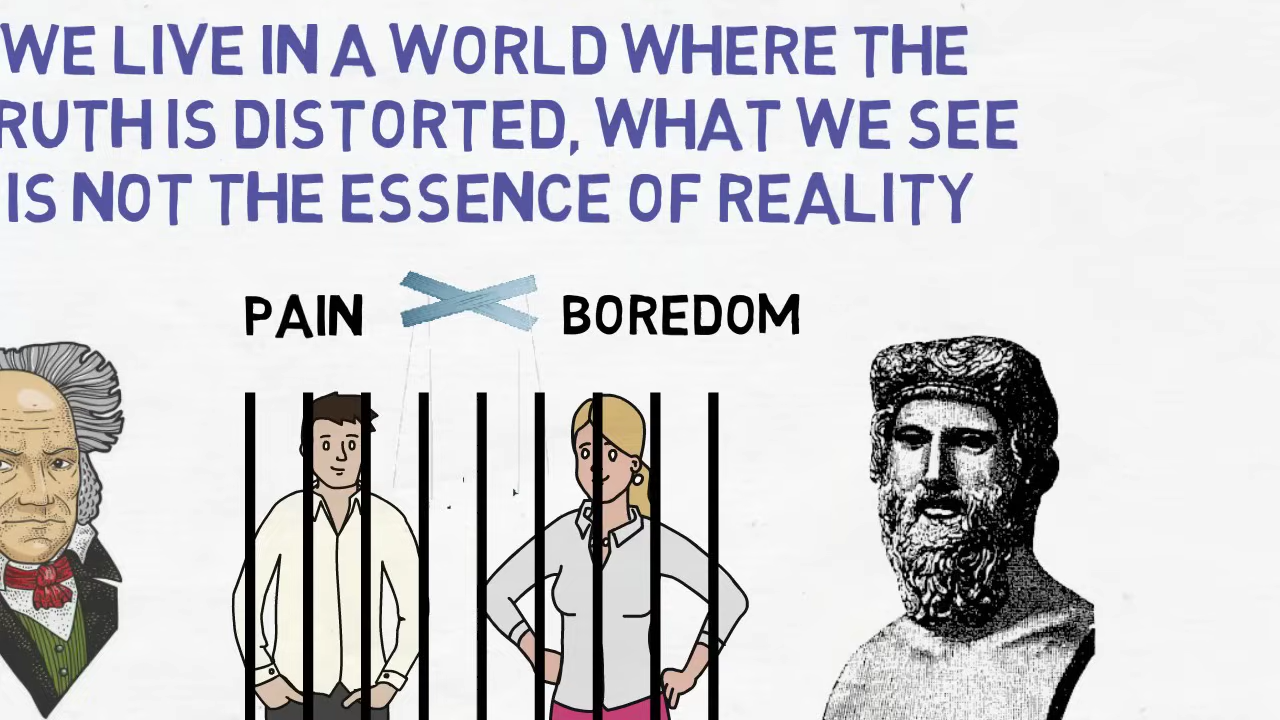 WE LIVE IN A WORLD WHERE THE
RUTH IS DISTORTED, WHAT WE SEE
IS NOT THE ESSENCE OF REALITY
PAIN BOREDOM